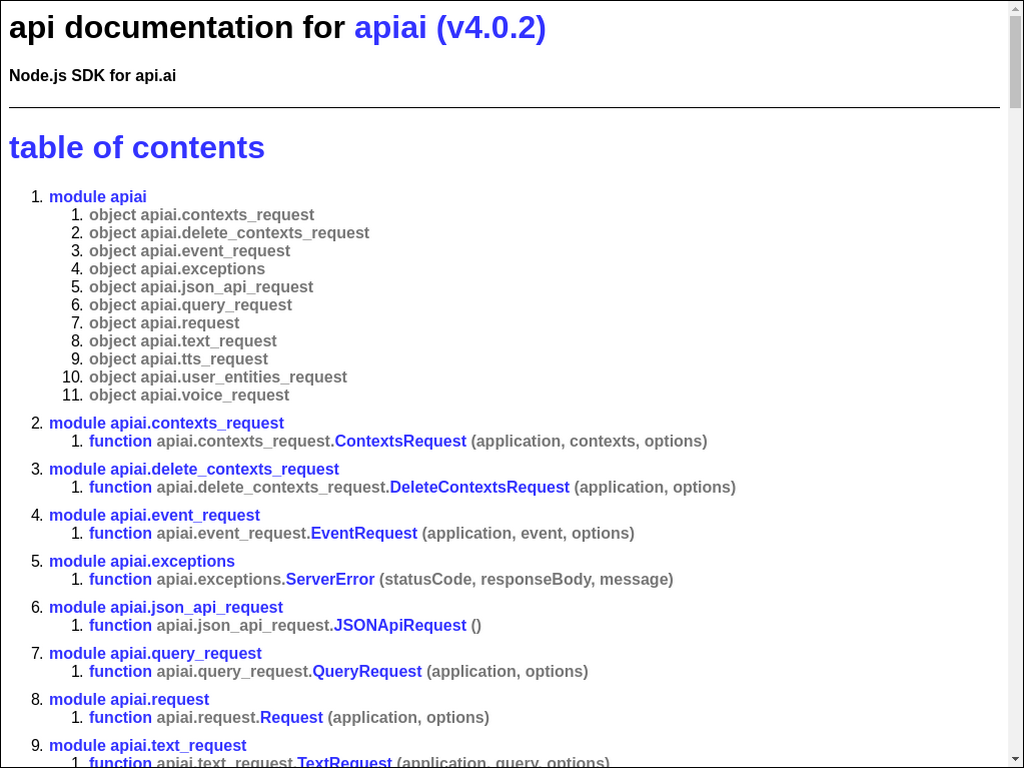 api documentation for apiai (v4.0.2)
Node.js SDK for api.ai
table of contents
1. module apiai
1. object apiai.contexts_request
2. object apiai.delete_contexts_request
3. object apiai.event_request
4. object apiai.exceptions
5. object apiai.json_api_request
6. object apiai.query_request
7. object apiai.request
8. object apiai.text_request
9. object apiai.tts_request
10. object apiai.user_entities_request
11. object apiai.voice_request
2. module apiai.contexts_request
1. function apiai.contexts_request.ContextsRequest (application, contexts, options)
3. module apiai.delete_contexts_request
1. function apiai.delete_contexts_request.DeleteContextsRequest (application, options)
4. module apiai.event_request
1. function apiai.event_request.EventRequest (application, event, options)
5. module apiai.exceptions
1. function apiai.exceptions.ServerError (statusCode, responseBody, message)
6. module apiai.json_api_request
1. function apiai.json_api_request.JSONApiRequest ()
7. module apiai.query_request
1. function apiai.query_request.QueryRequest (application, options)
8. module apiai.request
1. function apiai.request.Request (application, options)
9. module apiai.text_request
1. function apiai.text_request.TextRequest (application, query, options)